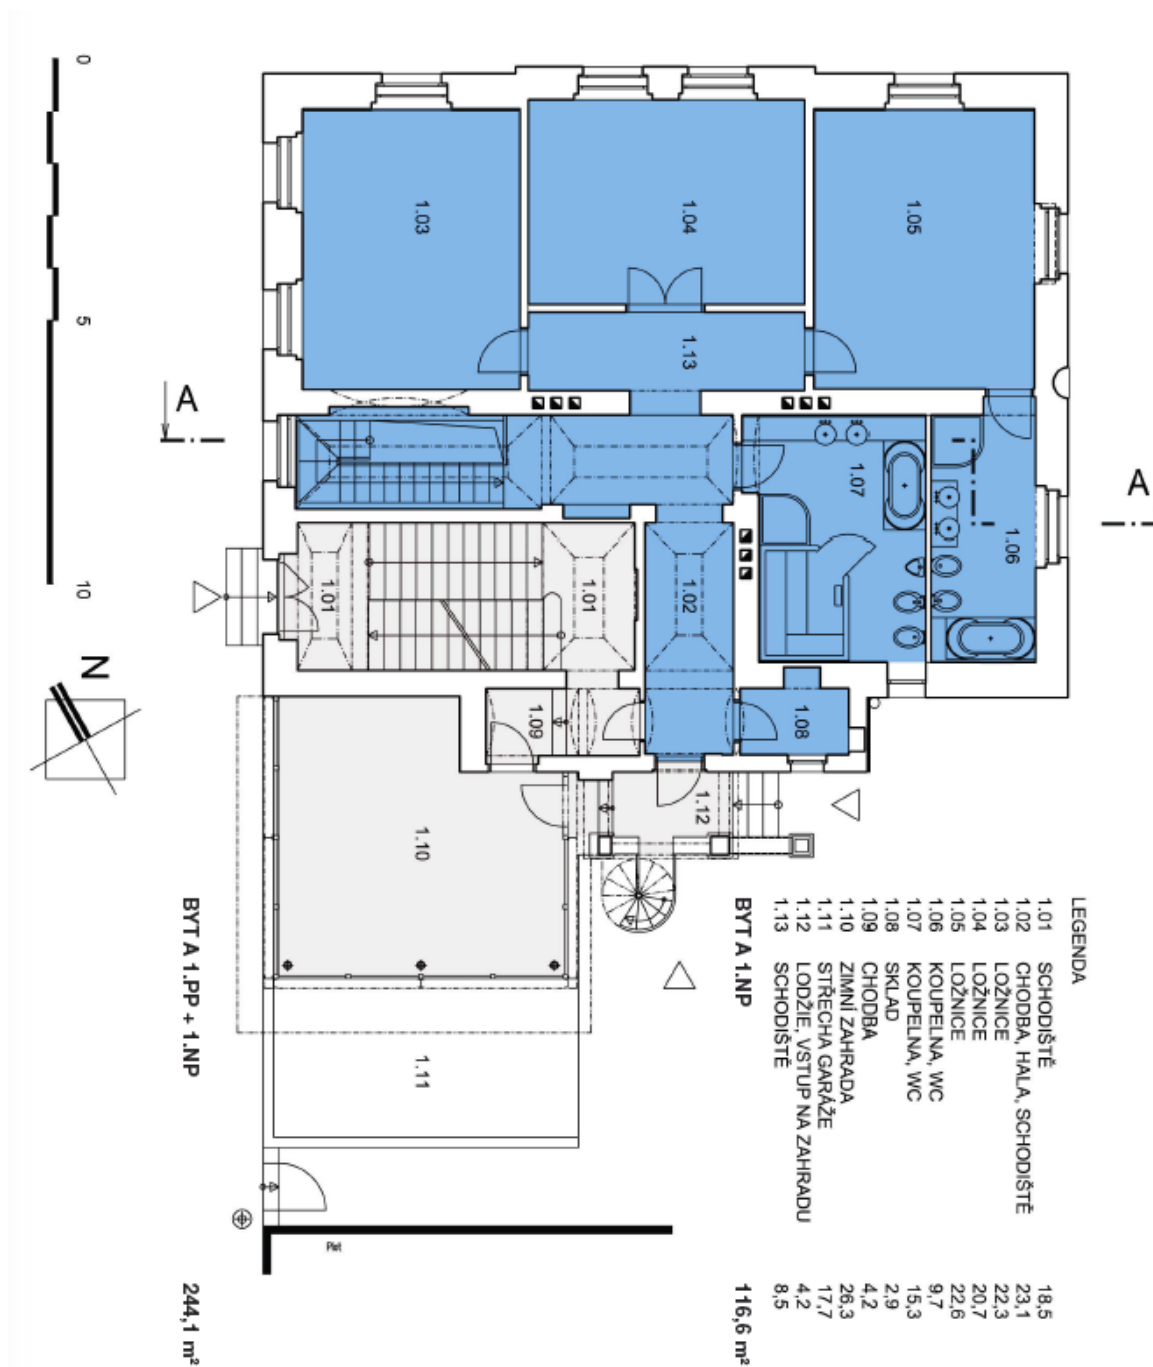 LEGENDA
1.01 SCHODIŠTĚ 18,5
1.02 CHODBA, HALA, SCHODIŠTĚ 23,1
1.03 LOŽNICE 22,3
1.04 LOŽNICE 20,7
1.05 LOŽNICE 22,6
1.06 KOUPELNA, WC 9,7
1.07 KOUPELNA, WC 15,3
1.08 SKLAD 2,9
1.09 CHODBA 4,2
1.10 ZIMNÍ ZAHRADA 26,3
1.11 STŘECHA GARÁŽE 17,7
1.12 LODŽIE, VSTUP NA ZAHRADU 4,2
1.13 SCHODIŠTĚ 8,5
BYT A 1.NP 116,6 m²
BYT A 1.PP + 1.NP 244,1 m²
0
5
10
N
A
A
1.03
1.04
1.05
1.13
1.07
1.06
1.01
1.01
1.02
1.09
1.08
1.12
1.10
1.11
Plot